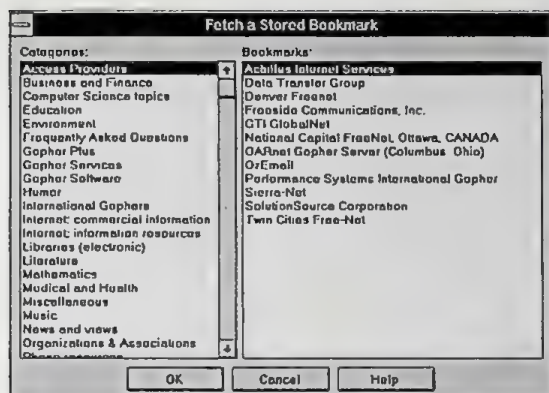 Fetch a Stored Bookmark
Categories:
Access Providers
Business and Finance
Computer Science topics
Education
Environment
Frequently Asked Questions
Gopher Plus
Gopher Services
Gopher Software
Humor
International Gophers
Internet: commercial information
Internet: information resources
Libraries (electronic)
Literature
Mathematics
Medical and Health
Miscellaneous
Music
News and views
Organizations & Associations
Phone resources
Bookmarks:
Achilles Internet Services
Data Transfer Group
Denver Freenet
Freeside Communications, Inc.
GTI GlobalNet
National Capital FreeNet, Ottawa, CANADA
OARnet Gopher Server (Columbus Ohio)
OzEmail
Performance Systems International Gopher
Sierra-Net
SolutionSource Corporation
Twin Cities Free-Net
OK
Cancel
Help